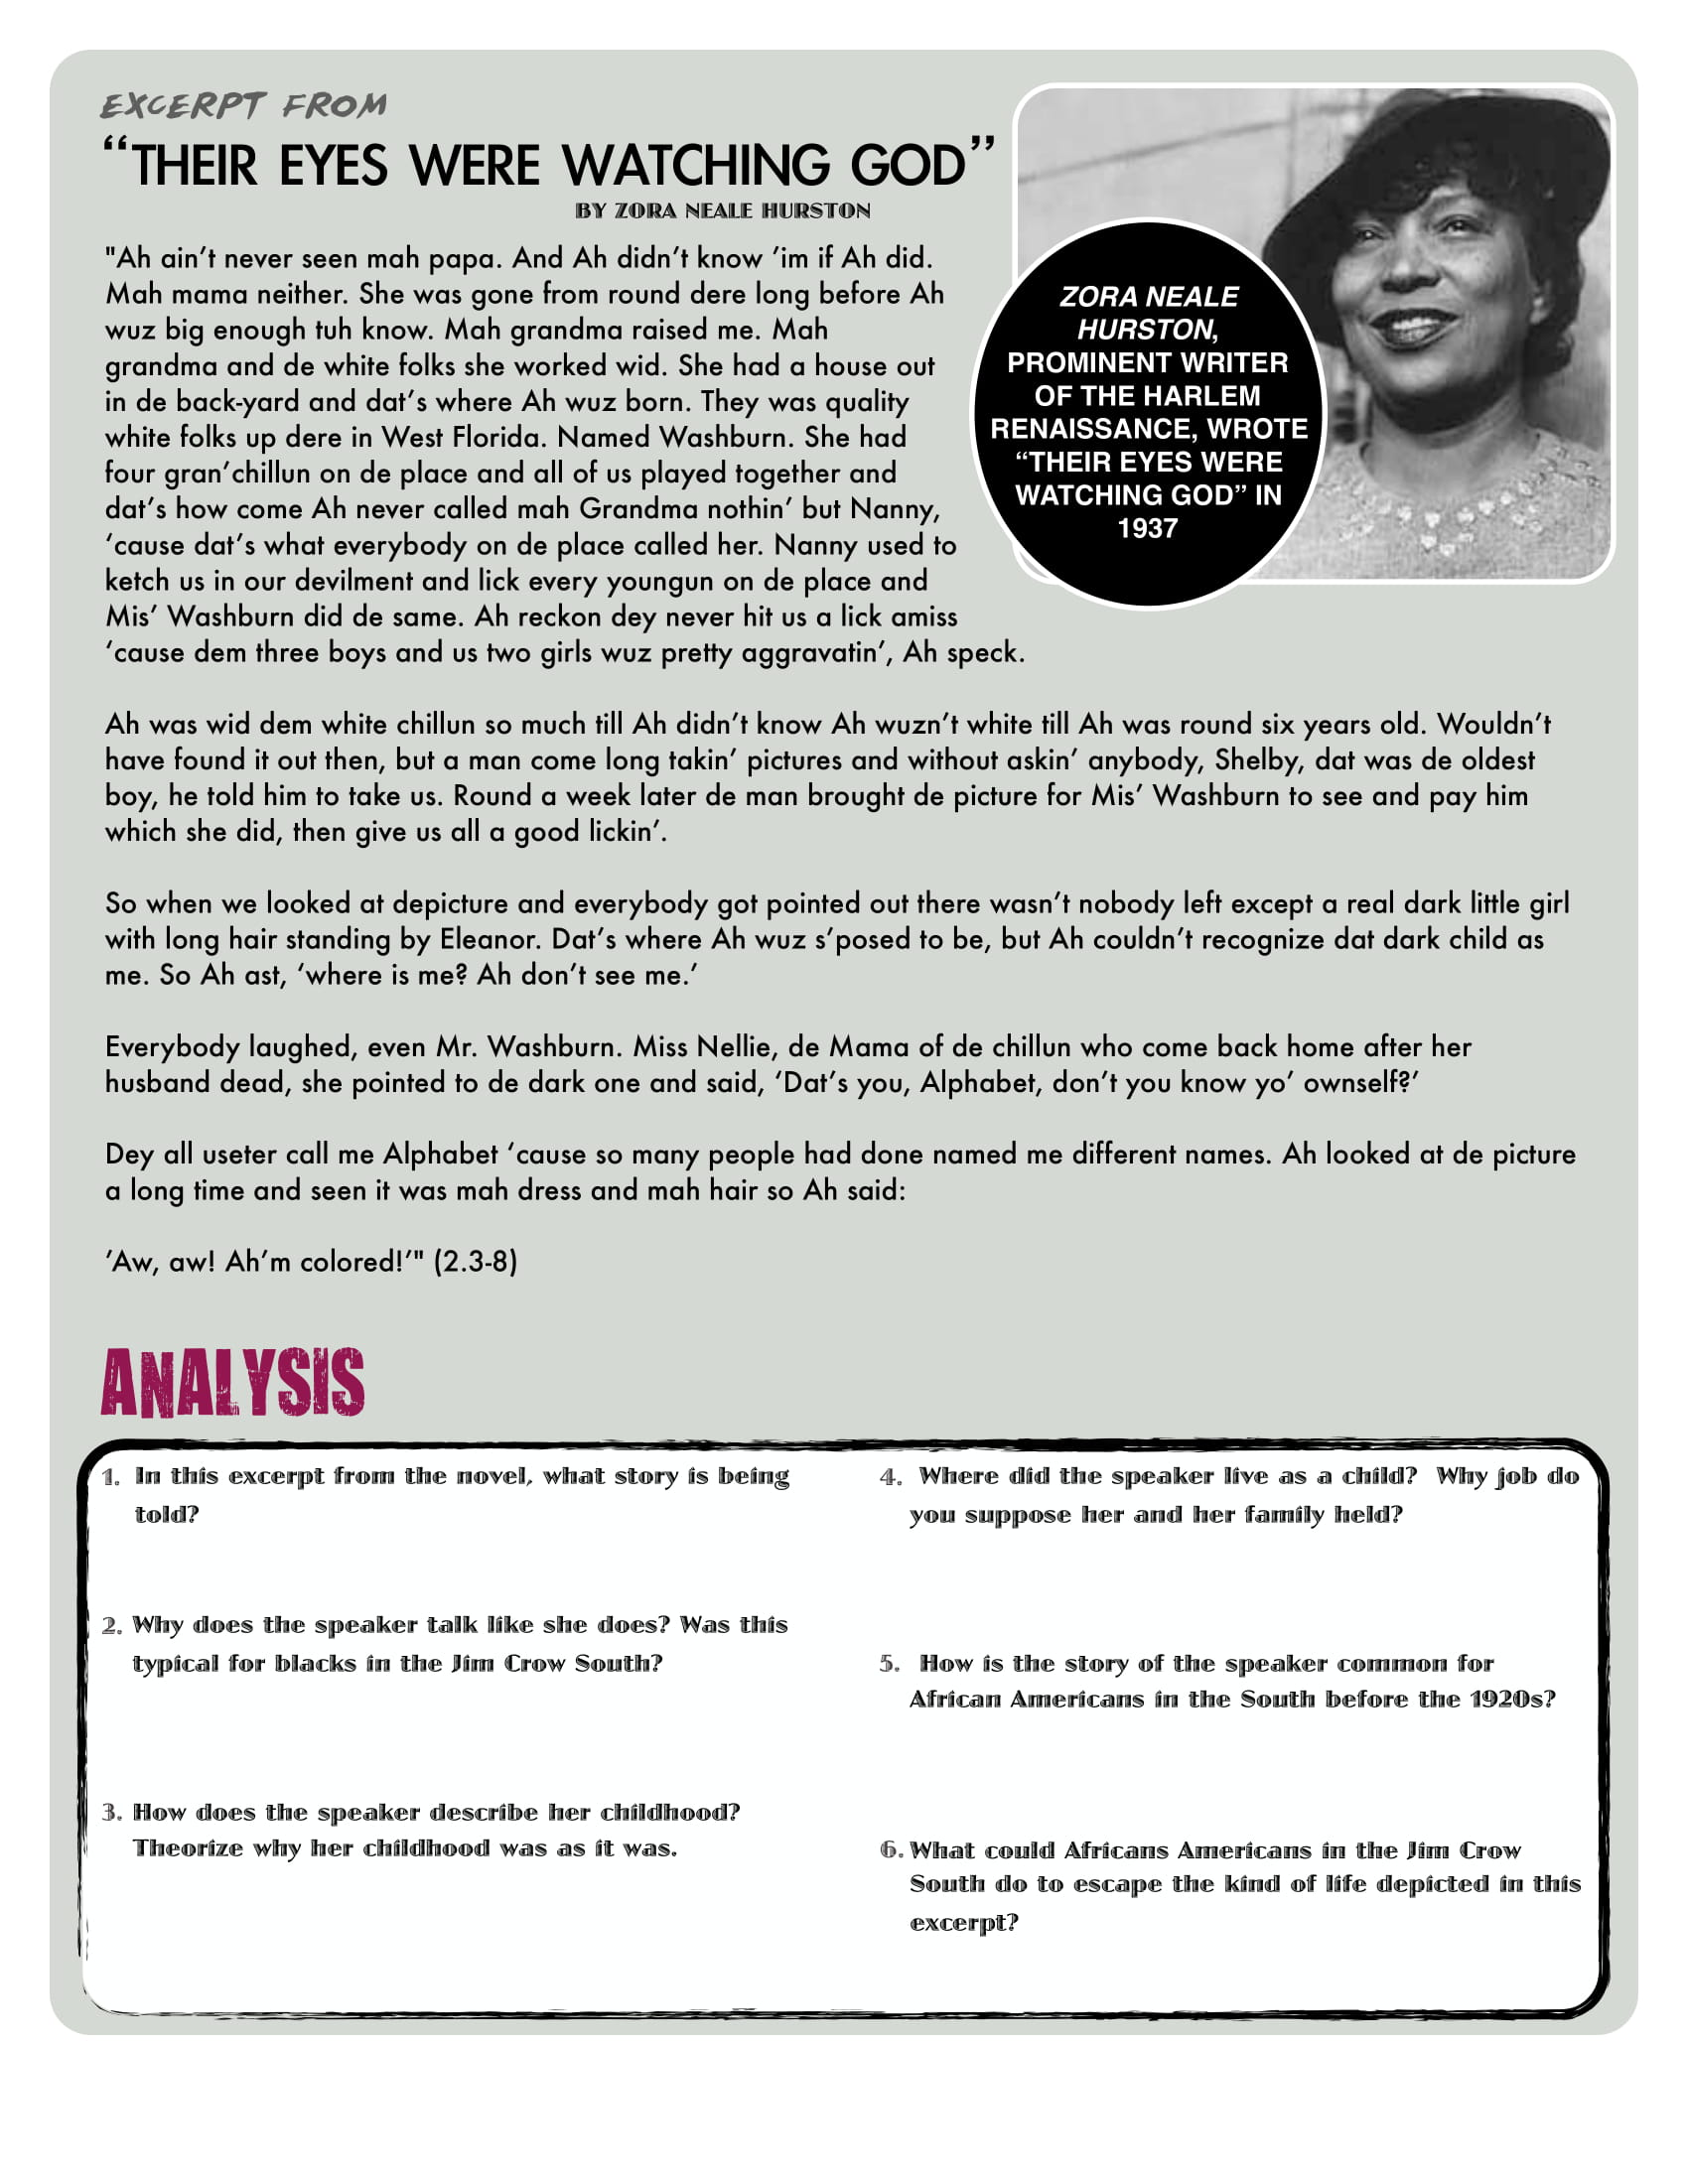 EXCERPT FROM
“THEIR EYES WERE WATCHING GOD”
BY ZORA NEALE HURSTON
"Ah ain’t never seen mah papa. And Ah didn’t know ’im if Ah did.
Mah mama neither. She was gone from round dere long before Ah
wuz big enough tuh know. Mah grandma raised me. Mah
grandma and de white folks she worked wid. She had a house out
in de back-yard and dat’s where Ah wuz born. They was quality
white folks up dere in West Florida. Named Washburn. She had
four gran’chillun on de place and all of us played together and
dat’s how come Ah never called mah Grandma nothin’ but Nanny,
‘cause dat’s what everybody on de place called her. Nanny used to
ketch us in our devilment and lick every youngun on de place and
Mis’ Washburn did de same. Ah reckon dey never hit us a lick amiss
‘cause dem three boys and us two girls wuz pretty aggravatin’, Ah speck.
ZORA NEALE
HURSTON,
PROMINENT WRITER
OF THE HARLEM
RENAISSANCE, WROTE
“THEIR EYES WERE
WATCHING GOD” IN
1937
Ah was wid dem white chillun so much till Ah didn’t know Ah wuzn’t white till Ah was round six years old. Wouldn’t
have found it out then, but a man come long takin’ pictures and without askin’ anybody, Shelby, dat was de oldest
boy, he told him to take us. Round a week later de man brought de picture for Mis’ Washburn to see and pay him
which she did, then give us all a good lickin’.
So when we looked at depicture and everybody got pointed out there wasn’t nobody left except a real dark little girl
with long hair standing by Eleanor. Dat’s where Ah wuz s’posed to be, but Ah couldn’t recognize dat dark child as
me. So Ah ast, ‘where is me? Ah don’t see me.’
Everybody laughed, even Mr. Washburn. Miss Nellie, de Mama of de chillun who come back home after her
husband dead, she pointed to de dark one and said, ‘Dat’s you, Alphabet, don’t you know yo’ ownself?’
Dey all useter call me Alphabet ‘cause so many people had done named me different names. Ah looked at de picture
a long time and seen it was mah dress and mah hair so Ah said:
’Aw, aw! Ah’m colored!’" (2.3-8)
ANALYSIS
1. In this excerpt from the novel, what story is being
told?
2. Why does the speaker talk like she does? Was this
typical for blacks in the Jim Crow South?
3. How does the speaker describe her childhood?
Theorize why her childhood was as it was.
4. Where did the speaker live as a child? Why job do
you suppose her and her family held?
5. How is the story of the speaker common for
African Americans in the South before the 1920s?
6. What could Africans Americans in the Jim Crow
South do to escape the kind of life depicted in this
excerpt?